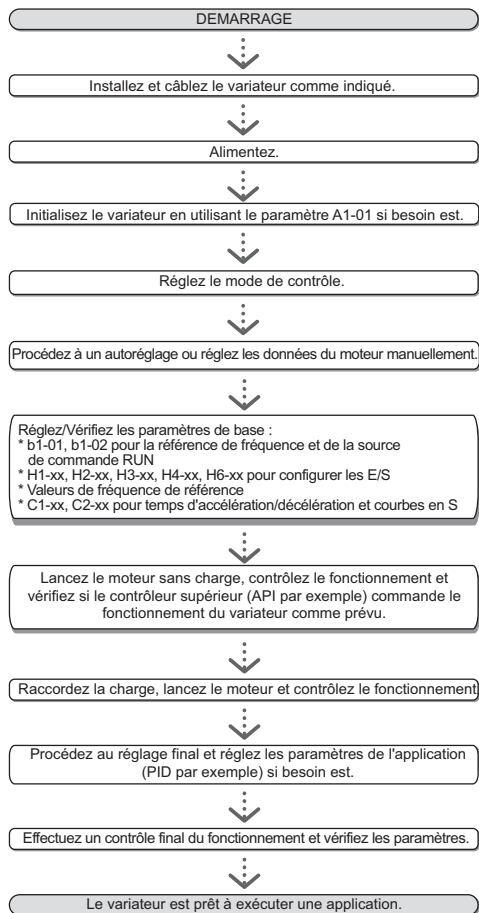 DEMARRAGE
Installez et câblez le variateur comme indiqué.
Alimentez.
Initialisez le variateur en utilisant le paramètre A1-01 si besoin est.
Réglez le mode de contrôle.
Procédez à un autoréglage ou réglez les données du moteur manuellement.
Réglez/Vérifiez les paramètres de base :
* b1-01, b1-02 pour la référence de fréquence et de la source
de commande RUN
* H1-xx, H2-xx, H3-xx, H4-xx, H6-xx pour configurer les E/S
* Valeurs de fréquence de référence
* C1-xx, C2-xx pour temps d'accélération/décélération et courbes en S
Lancez le moteur sans charge, contrôlez le fonctionnement et
vérifiez si le contrôleur supérieur (API par exemple) commande le
fonctionnement du variateur comme prévu.
Raccordez la charge, lancez le moteur et contrôlez le fonctionnement
Procédez au réglage final et réglez les paramètres de l'application
(PID par exemple) si besoin est.
Effectuez un contrôle final du fonctionnement et vérifiez les paramètres.
Le variateur est prêt à exécuter une application.